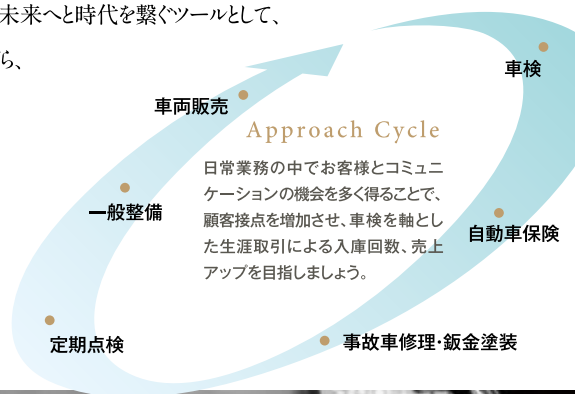 未来へと時代を繋ぐツールとして、
ら、
車検
車両販売
Approach Cycle
日常業務の中でお客様とコミュニ
ケーションの機会を多く得ることで、
顧客接点を増加させ、車検を軸とし
た生涯取引による入庫回数、売上
アップを目指しましょう。
一般整備
自動車保険
定期点検
事故車修理・鈑金塗装